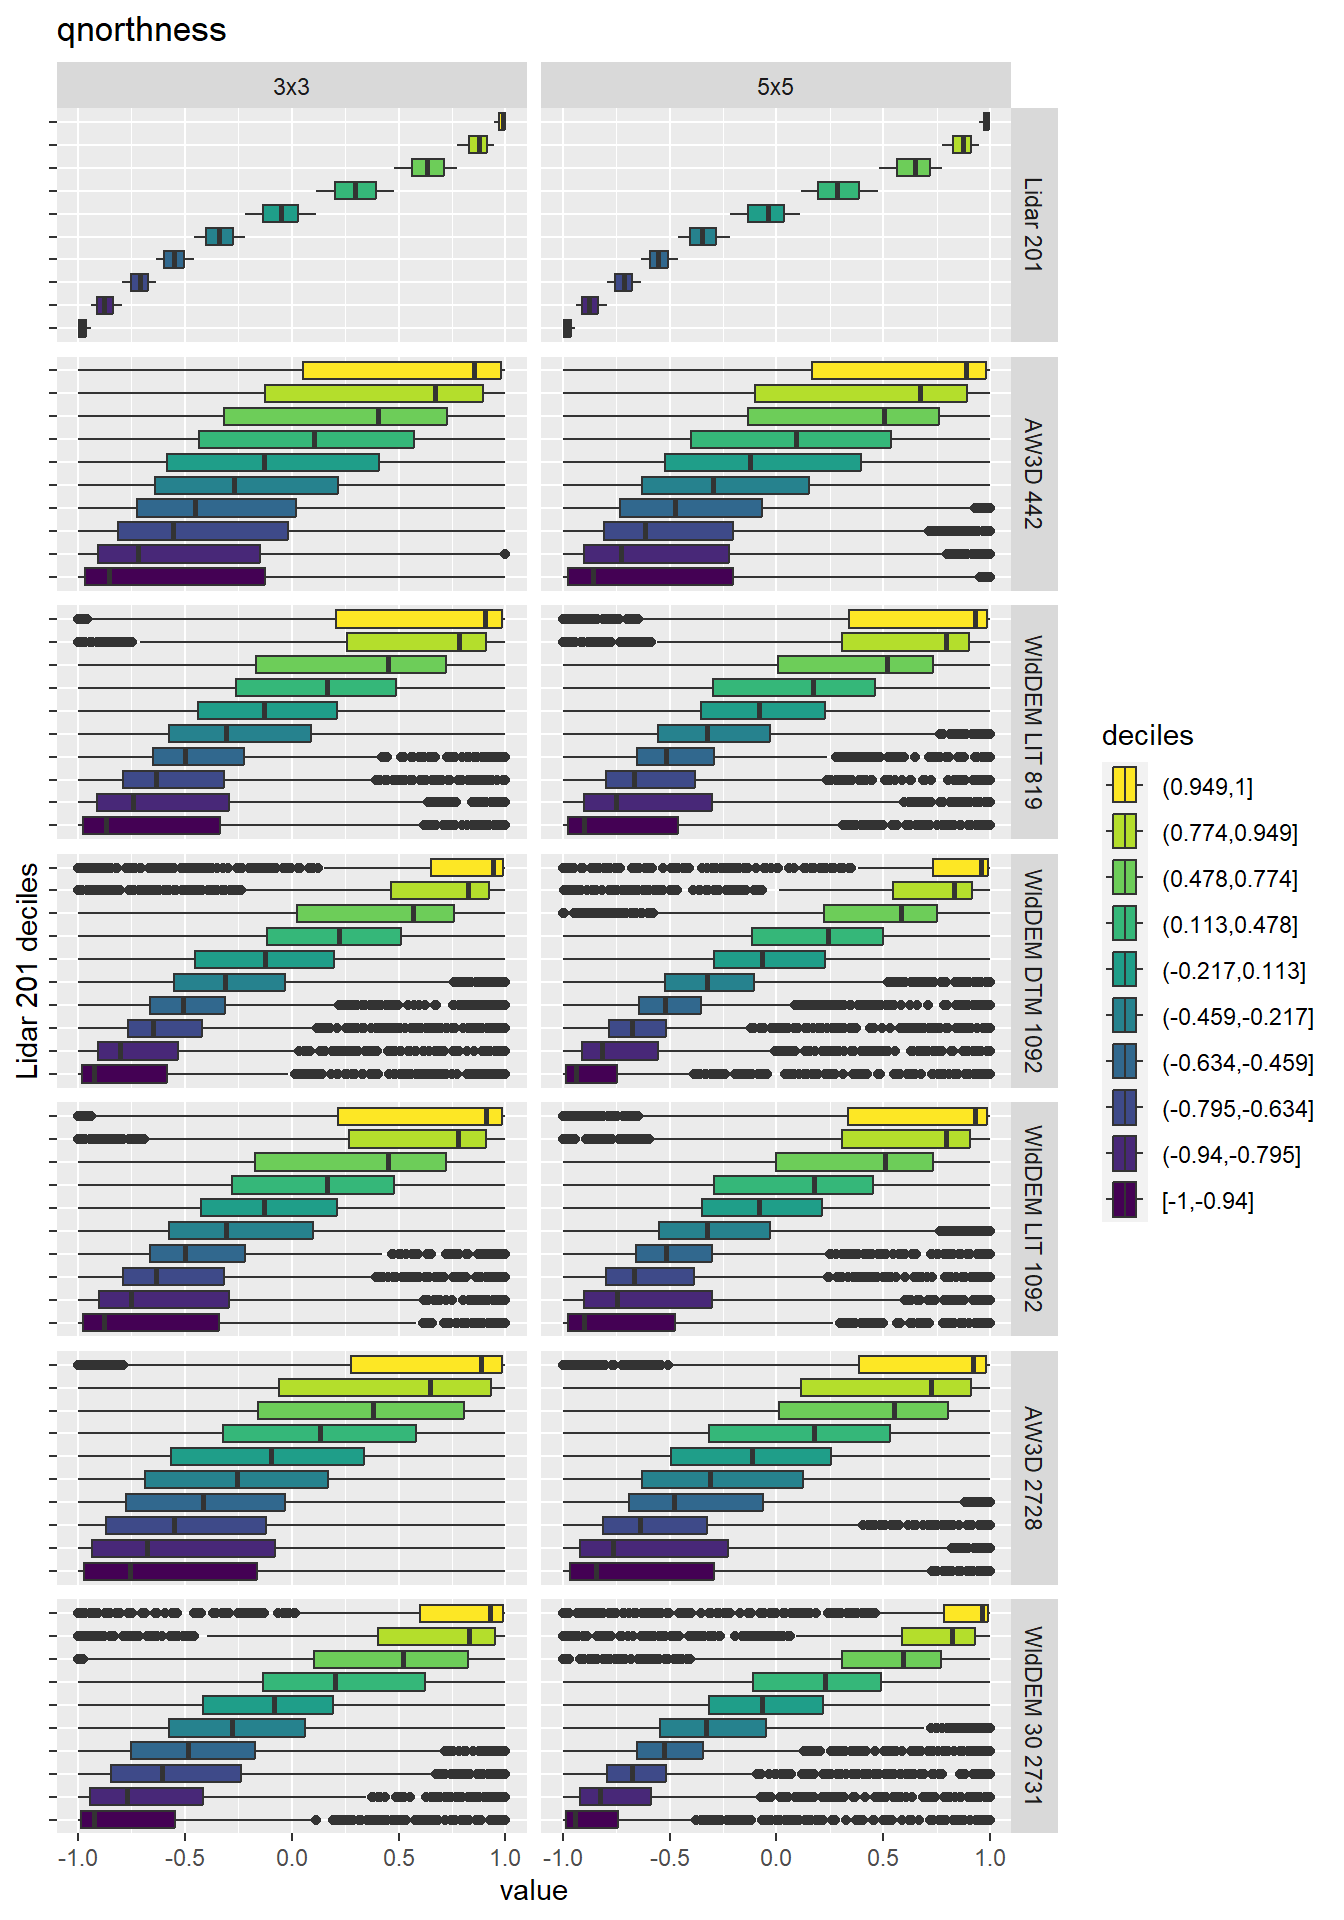 qnorthness
3x3
5x5
Lidar 201
AW3D 442
WldDEM LIT 819
WldDEM DTM 1092
WldDEM LIT 1092
AW3D 2728
WldDEM 30 2731
Lidar 201 deciles
-1.0 -0.5 0.0 0.5 1.0
-1.0 -0.5 0.0 0.5 1.0
value
deciles
(0.949,1]
(0.774,0.949]
(0.478,0.774]
(0.113,0.478]
(-0.217,0.113]
(-0.459,-0.217]
(-0.634,-0.459]
(-0.795,-0.634]
(-0.94,-0.795]
[-1,-0.94]